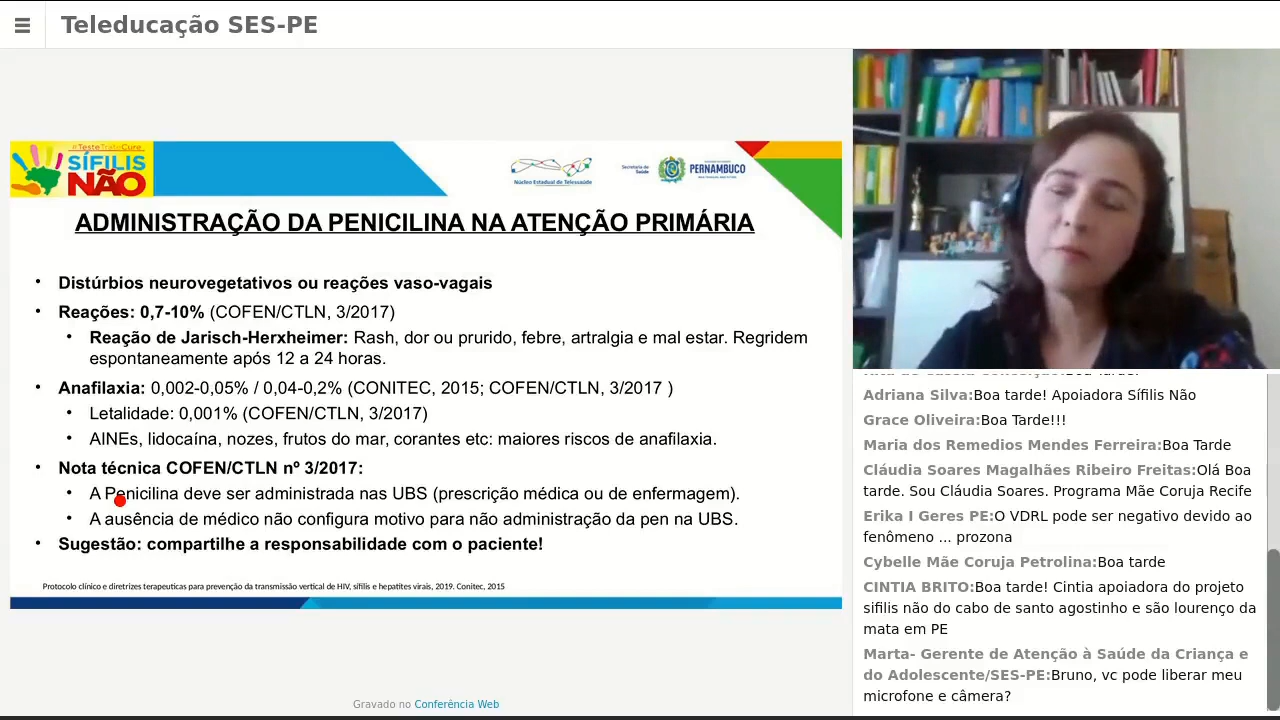 Teleducação SES-PE
#TesteTrateCure
SÍFILIS
NÃO
Núcleo Estadual de Telessaúde
Secretaria de
Saúde
PERNAMBUCO
ADMINISTRAÇÃO DA PENICILINA NA ATENÇÃO PRIMÁRIA
• Distúrbios neurovegetativos ou reações vaso-vagais
• Reações: 0,7-10% (COFEN/CTLN, 3/2017)
• Reação de Jarisch-Herxheimer: Rash, dor ou prurido, febre, artralgia e mal estar. Regridem
espontaneamente após 12 a 24 horas.
• Anafilaxia: 0,002-0,05% / 0,04-0,2% (CONITEC, 2015; COFEN/CTLN, 3/2017 )
• Letalidade: 0,001% (COFEN/CTLN, 3/2017)
• AINEs, lidocaína, nozes, frutos do mar, corantes etc: maiores riscos de anafilaxia.
• Nota técnica COFEN/CTLN nº 3/2017:
• A Penicilina deve ser administrada nas UBS (prescrição médica ou de enfermagem).
• A ausência de médico não configura motivo para não administração da pen na UBS.
• Sugestão: compartilhe a responsabilidade com o paciente!
Protocolo clínico e diretrizes terapeuticas para prevenção da transmissão vertical de HIV, sífilis e hepatites virais, 2019. Conitec, 2015
Gravado no Conferência Web
Adriana Silva:Boa tarde! Apoiadora Sífilis Não
Grace Oliveira:Boa Tarde!!!
Maria dos Remedios Mendes Ferreira:Boa Tarde
Cláudia Soares Magalhães Ribeiro Freitas:Olá Boa
tarde. Sou Cláudia Soares. Programa Mãe Coruja Recife
Erika I Geres PE:O VDRL pode ser negativo devido ao
fenômeno ... prozona
Cybelle Mãe Coruja Petrolina:Boa tarde
CINTIA BRITO:Boa tarde! Cintia apoiadora do projeto
sifilis não do cabo de santo agostinho e são lourenço da
mata em PE
Marta- Gerente de Atenção à Saúde da Criança e
do Adolescente/SES-PE:Bruno, vc pode liberar meu
microfone e câmera?